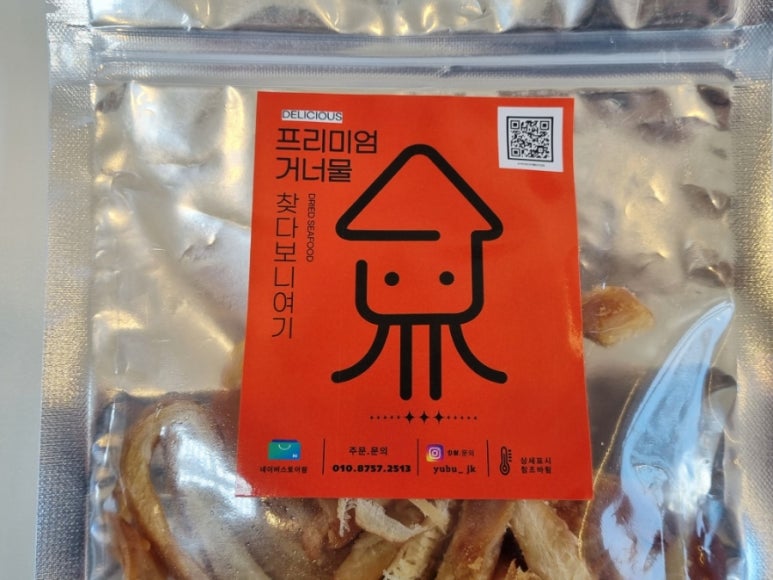 DELICIOUS
프리미엄
거너물
찾다보니여기
DRIED SEAFOOD
네이버스토어팜
주문.문의
010.8757.2513
DM.문의
yubu_jk
상세표시
참조바람